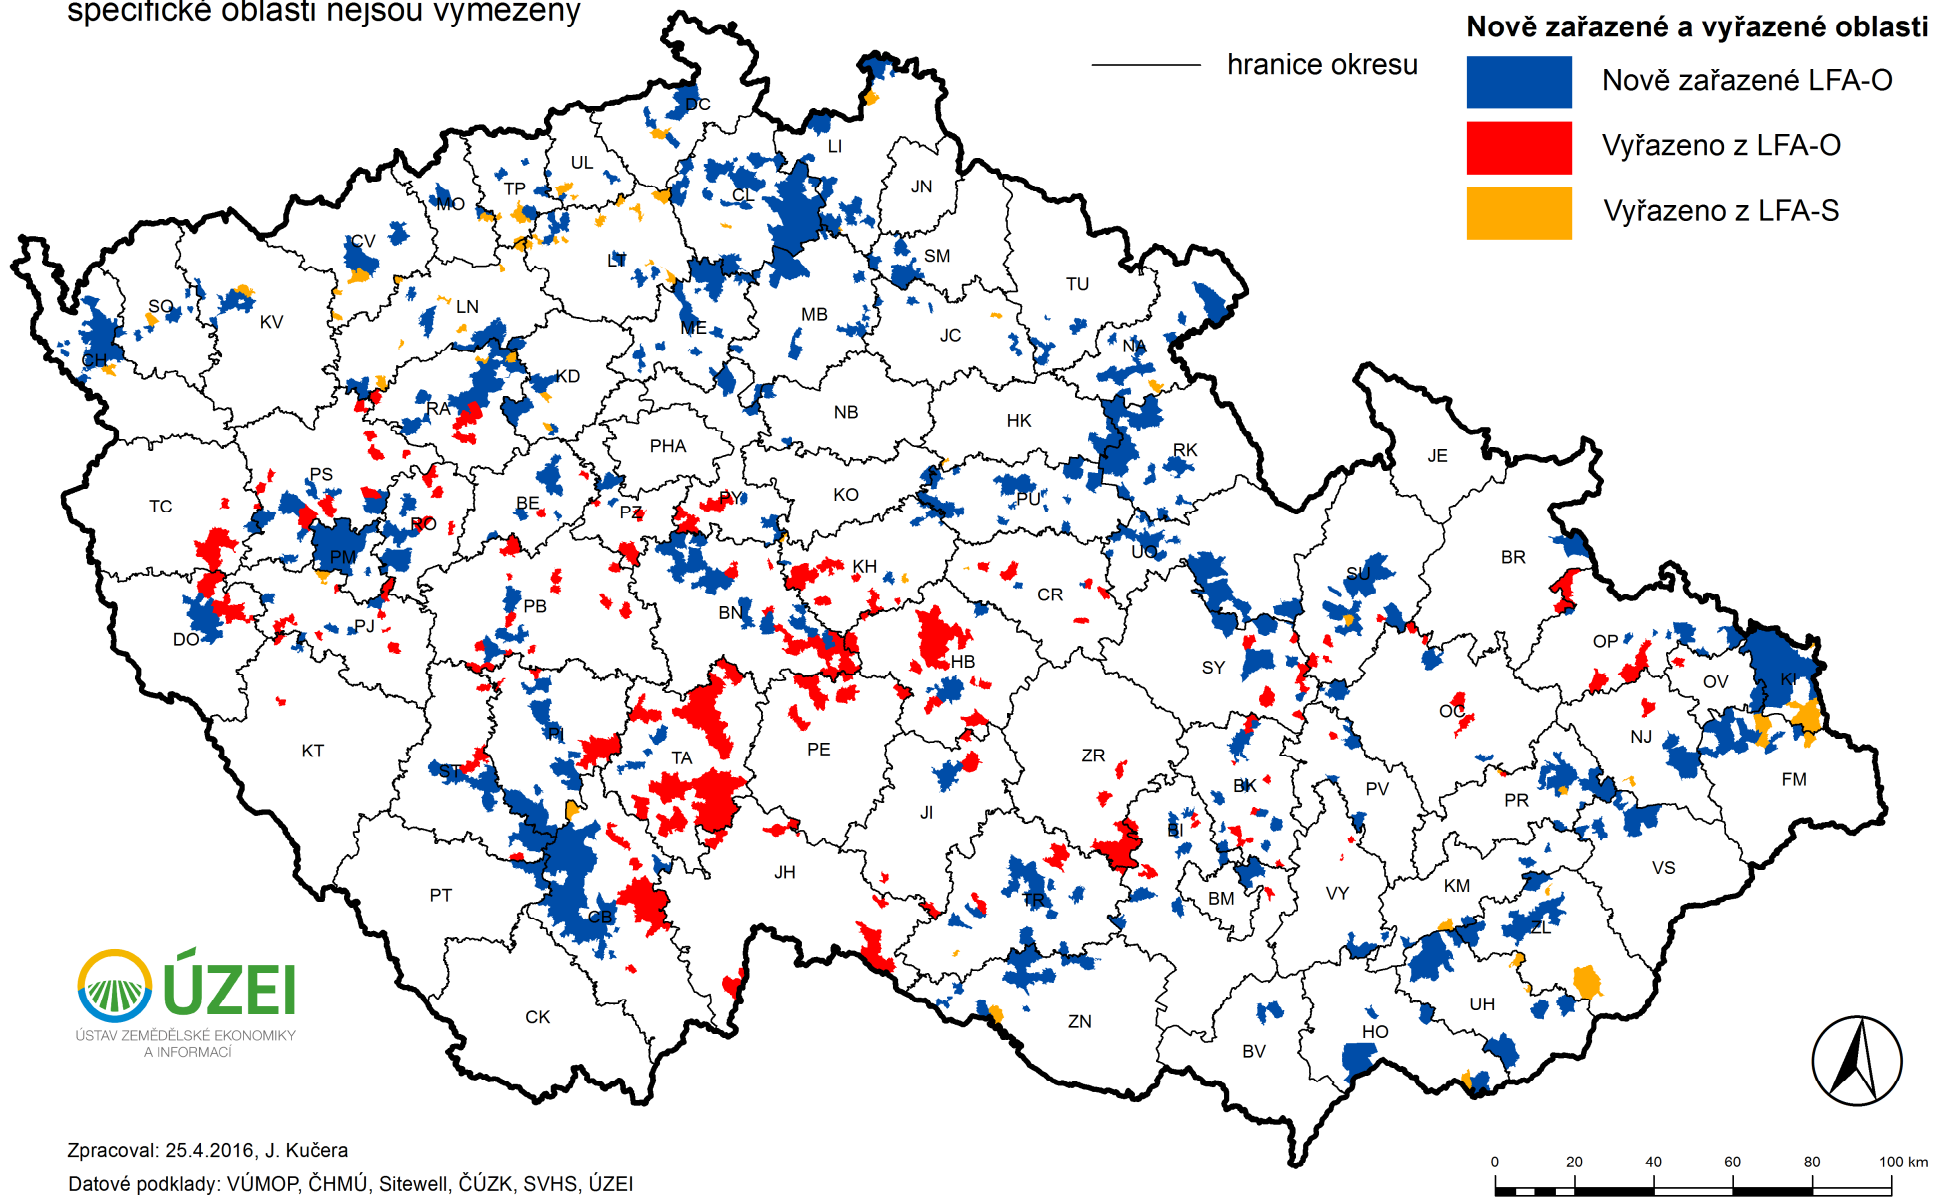 specifické oblasti nejsou vymezeny
Nově zařazené a vyřazené oblasti
hranice okresu
Nově zařazené LFA-O
Vyřazeno z LFA-O
Vyřazeno z LFA-S
DC
LI
UL
JN
TP
CL
MO
CV
SM
LT
TU
SO
LN
KV
ME
MB
JC
NA
CH
KD
RA
NB
HK
PHA
RK
JE
PS
TC
KO
PU
BE
PY
PZ
RO
UO
PM
KH
SU
BR
CR
PB
BN
DO
PJ
OP
HB
SY
OV
KI
OC
NJ
PI
KT
TA
PE
ZR
ST
BK
PV
FM
PR
JI
BI
VS
JH
PT
TR
BM
VY
KM
CB
ZL
UH
CK
ZN
HO
BV
ÚZEI
ÚSTAV ZEMĚDĚLSKÉ EKONOMIKY
A INFORMACÍ
Zpracoval: 25.4.2016, J. Kučera
Datové podklady: VÚMOP, ČHMÚ, Sitewell, ČÚZK, SVHS, ÚZEI
0 20 40 60 80 100 km